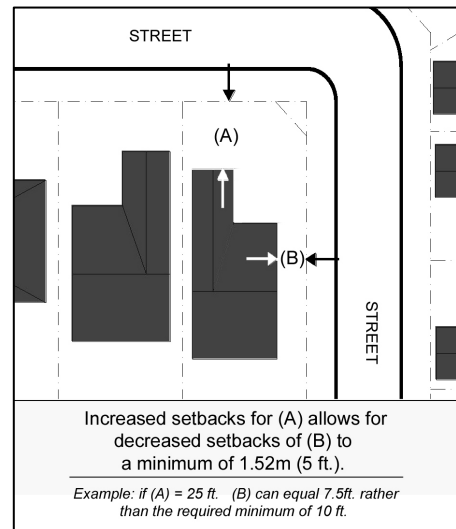 STREET
(A)
(B)
STREET
Increased setbacks for (A) allows for
decreased setbacks of (B) to
a minimum of 1.52m (5 ft.).
Example: if (A) = 25 ft. (B) can equal 7.5ft. rather
than the required minimum of 10 ft.